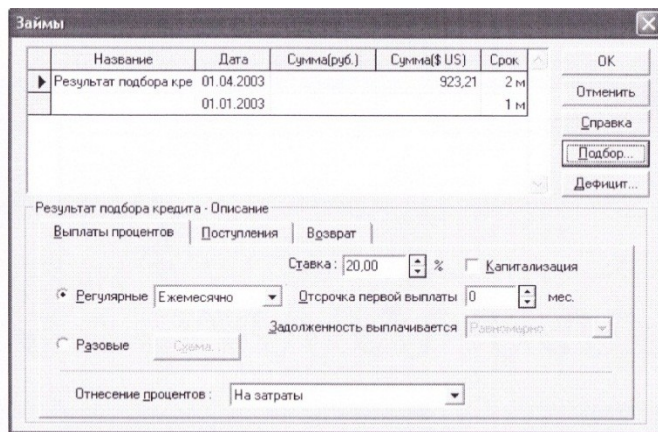 Займы
Название Дата Сумма(руб.) Сумма($ US) Срок
Результат подбора кре 01.04.2003 923,21 2 м
01.01.2003 1 м
OK
Отменить
Справка
Подбор...
Дефицит...
Результат подбора кредита - Описание
Выплаты процентов Поступления Возврат
Ставка: 20,00 % Капитализация
Регулярные Ежемесячно Отсрочка первой выплаты 0 мес.
Задолженность выплачивается Равномерно
Разовые Схема...
Отнесение процентов: На затраты